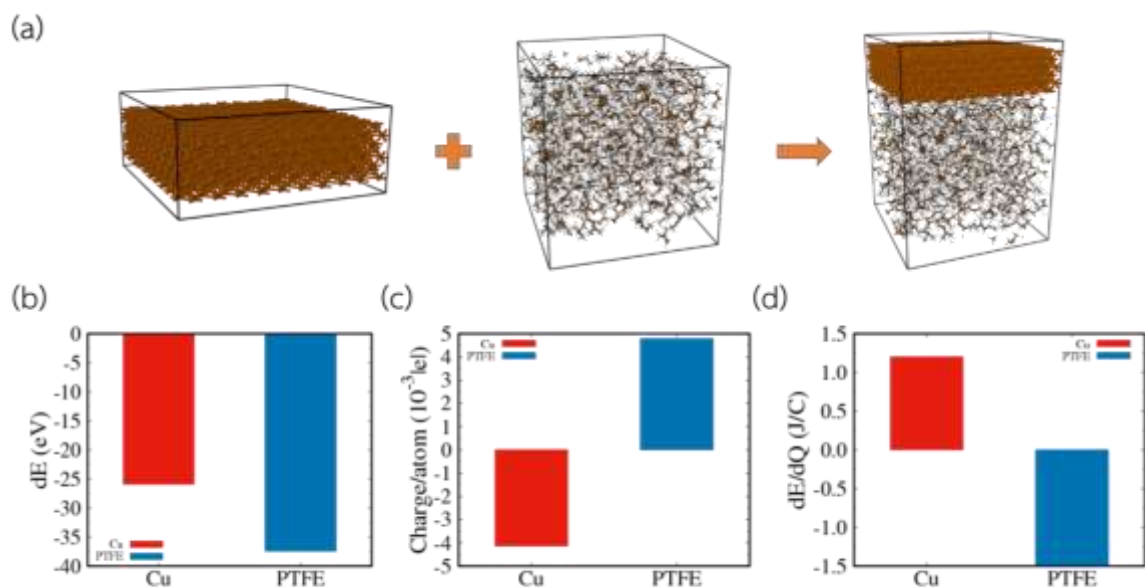 (a)
(b)
(c)
(d)
dE (eV)
0
-5
-10
-15
-20
-25
-30
-35
-40
Cu
PTFE
Cu
PTFE
Charge/atom (10⁻³|e|)
5
4
3
2
1
0
-1
-2
-3
-4
-5
Cu
PTFE
Cu
PTFE
dE/dQ (J/C)
1.5
1.0
0.5
0.0
-0.5
-1.0
-1.5
Cu
PTFE
Cu
PTFE